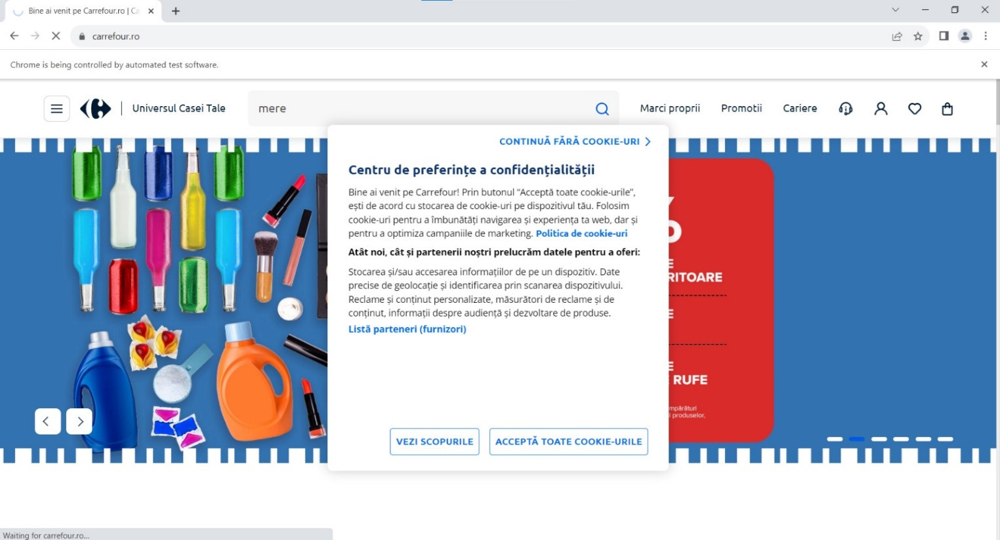 Bine ai venit pe Carrefour.ro | Ca
carrefour.ro
Chrome is being controlled by automated test software.
Universul Casei Tale
mere
Marci proprii
Promotii
Cariere
CONTINUĂ FĂRĂ COOKIE-URI
Centru de preferințe a confidențialității
Bine ai venit pe Carrefour! Prin butonul “Acceptă toate cookie-urile”,
ești de acord cu stocarea de cookie-uri pe dispozitivul tău. Folosim
cookie-uri pentru a îmbunătăți navigarea și experiența ta web, dar și
pentru a optimiza campaniile de marketing. Politica de cookie-uri
Atât noi, cât și partenerii noștri prelucrăm datele pentru a oferi:
Stocarea și/sau accesarea informațiilor de pe un dispozitiv. Date
precise de geolocație și identificarea prin scanarea dispozitivului.
Reclame și conținut personalizate, măsurători de reclame și de
conținut, informații despre audiență și dezvoltare de produse.
Listă parteneri (furnizori)
VEZI SCOPURILE
ACCEPTĂ TOATE COOKIE-URILE
RITOARE
E RUFE
mpărături
l produselor,
Waiting for carrefour.ro...